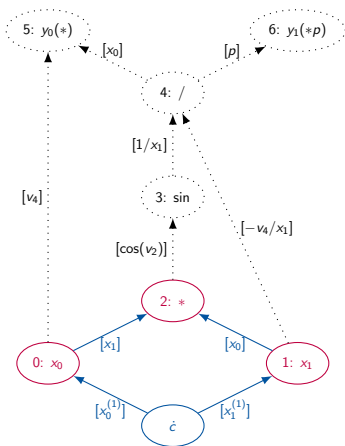 5: y₀(*)
6: y₁(*p)
[x₀]
[p]
4: /
[1/x₁]
3: sin
[v₄]
[−v₄/x₁]
[cos(v₂)]
2: *
[x₁]
[x₀]
0: x₀
1: x₁
[x₀⁽¹⁾]
[x₁⁽¹⁾]
ċ